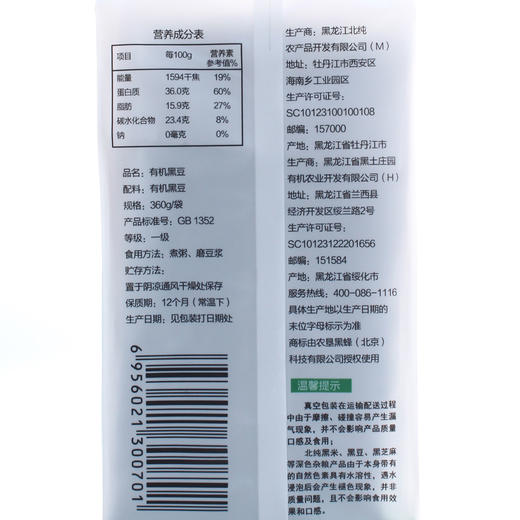 营养成分表
项目 每100g 营养素参考值%
能量 1594千焦 19%
蛋白质 36.0克 60%
脂肪 15.9克 27%
碳水化合物 23.4克 8%
钠 0毫克 0%
品名：有机黑豆
配料：有机黑豆
规格：360g/袋
产品标准号：GB 1352
等级：一级
食用方法：煮粥、磨豆浆
贮存方法：
置于阴凉通风干燥处保存
保质期：12个月（常温下）
生产日期：见包装打日期处
6956021300701
生产商：黑龙江北纯
农产品开发有限公司（M）
地址：牡丹江市西安区
海南乡工业园区
生产许可证号：
SC10123100100108
邮编：157000
产地：黑龙江省牡丹江市
生产商：黑龙江省黑土庄园
有机农业开发有限公司（H）
地址：黑龙江省兰西县
经济开发区绥兰路2号
生产许可证号：
SC10123122201656
邮编：151584
产地：黑龙江省绥化市
服务热线：400-086-1116
具体生产地以生产日期的
末位字母标示为准
商标由农垦黑蜂（北京）
科技有限公司授权使用
温馨提示
真空包装在运输配送过程
中由于摩擦、碰撞容易产生漏
气现象，并不会影响产品质量
口感及食用；
北纯黑米、黑豆、黑芝麻
等深色杂粮产品由于本身带有
的自然色素具有水溶性，遇水
浸泡后会产生褪色现象，并非
质量问题，且不会影响食用效
果和口感。